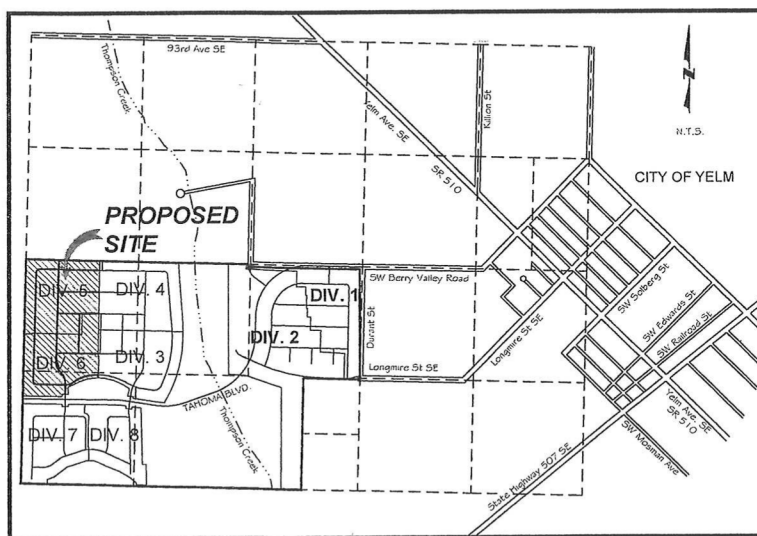 93rd Ave SE
Thompson Creek
Yelm Ave. SE
SR 510
Killion St
N
N.T.S.
CITY OF YELM
PROPOSED
SITE
DIV. 5
DIV. 4
DIV. 6
DIV. 3
DIV. 1
DIV. 2
SW Berry Valley Road
Durant St
Longmire St SE
Longmire St SE
SW Solberg St
SW Edwards St
SW Railroad St
TAHOMA BLVD.
DIV. 7
DIV. 8
Thompson Creek
Yelm Ave. SE
SR 510
SW Mosman Ave
State Highway 507 SE